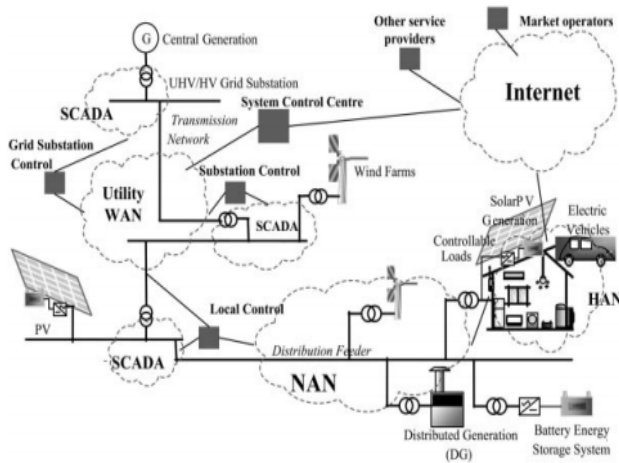 G
Central Generation
Other service
providers
Market operators
UHV/HV Grid Substation
SCADA
Transmission
Network
System Control Centre
Internet
Grid Substation
Control
Utility
WAN
Substation Control
Wind Farms
SCADA
SolarPV
Generation
Electric
Vehicles
Controllable
Loads
HAN
PV
Local Control
SCADA
Distribution Feeder
NAN
Distributed Generation
(DG)
Battery Energy
Storage System